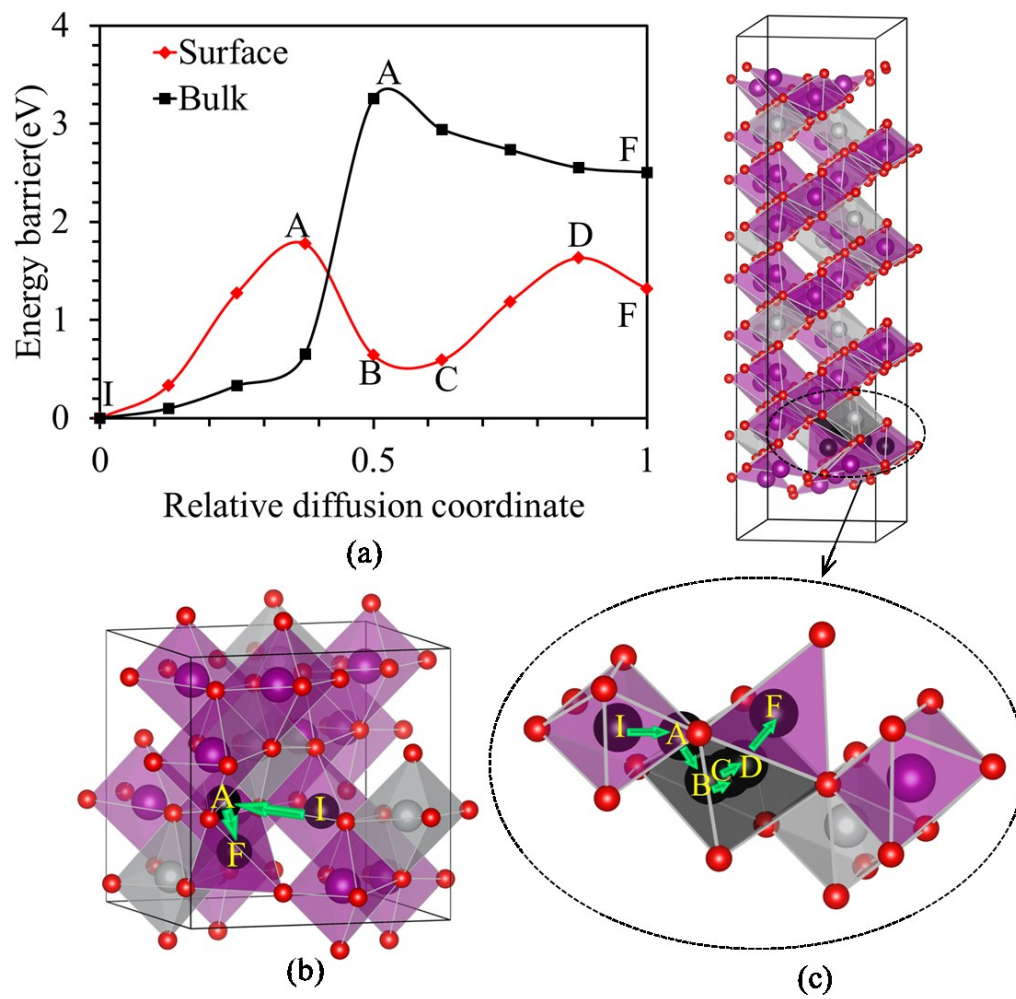 Energy barrier(eV)
4
3
2
1
0
Surface
Bulk
A
A
I
B
C
D
F
F
0
0.5
1
Relative diffusion coordinate
(a)
A
I
F
(b)
I
A
B
C
D
F
(c)